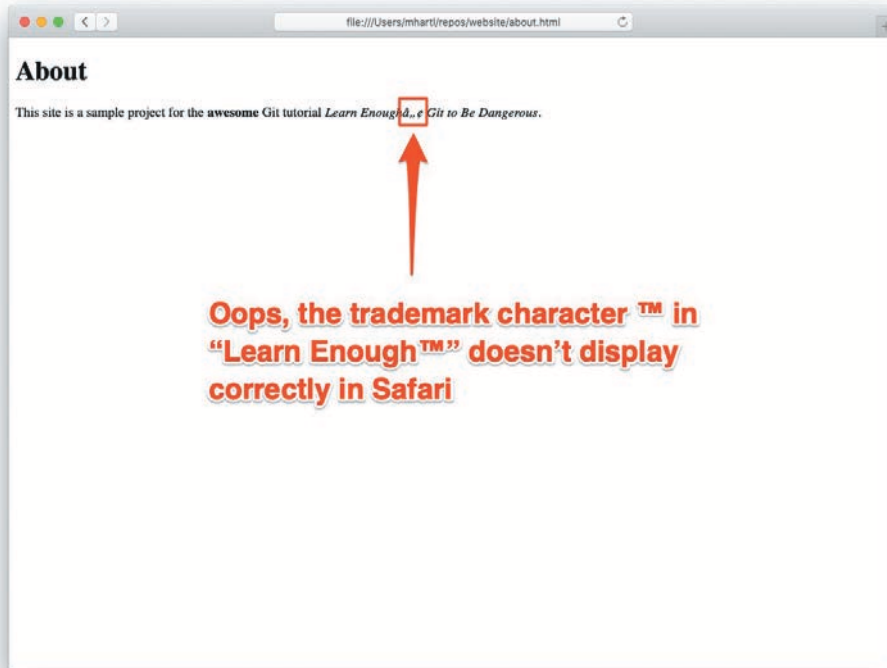 file:///Users/mhartl/repos/website/about.html
About
This site is a sample project for the awesome Git tutorial Learn Enoughâ„¢ Git to Be Dangerous.
Oops, the trademark character ™ in
“Learn Enough™” doesn’t display
correctly in Safari